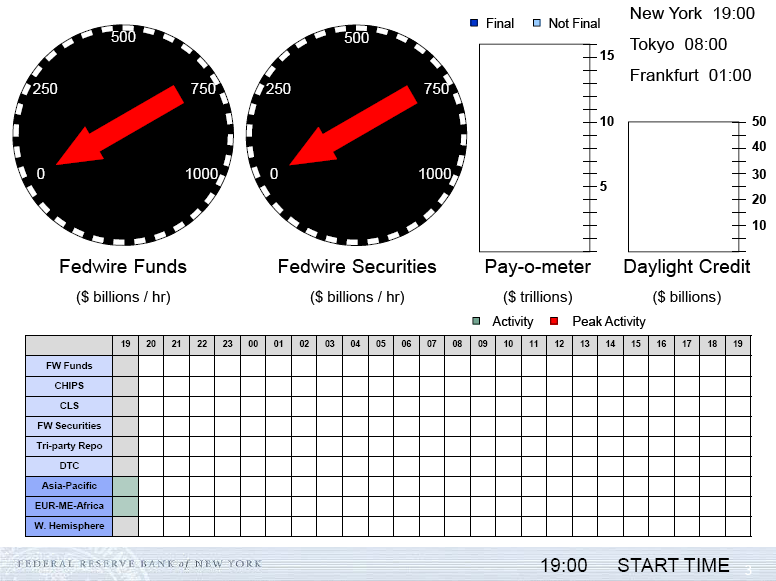 Final Not Final
New York 19:00
Tokyo 08:00
Frankfurt 01:00
500
250
750
0
1000
500
250
750
0
1000
15
10
5
50
40
30
20
10
Fedwire Funds
($ billions / hr)
Fedwire Securities
($ billions / hr)
Pay-o-meter
($ trillions)
Daylight Credit
($ billions)
Activity Peak Activity
19 20 21 22 23 00 01 02 03 04 05 06 07 08 09 10 11 12 13 14 15 16 17 18 19
FW Funds
CHIPS
CLS
FW Securities
Tri-party Repo
DTC
Asia-Pacific
EUR-ME-Africa
W. Hemisphere
FEDERAL RESERVE BANK of NEW YORK
19:00 START TIME
3